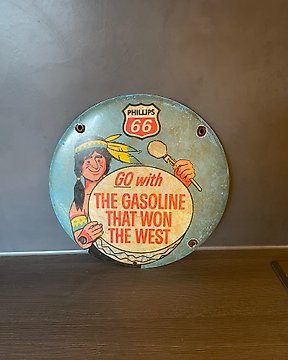 PHILLIPS
66
GO with
THE GASOLINE
THAT WON
THE WEST